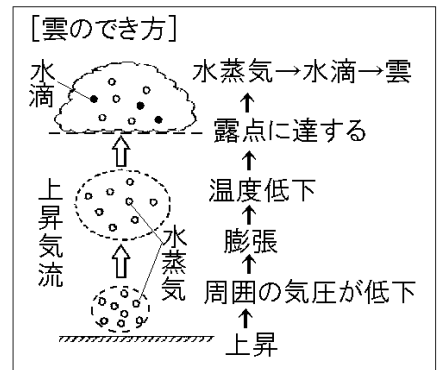 [雲のでき方]
水滴
水蒸気→水滴→雲
露点に達する
温度低下
膨張
周囲の気圧が低下
上昇
上昇気流
水蒸気